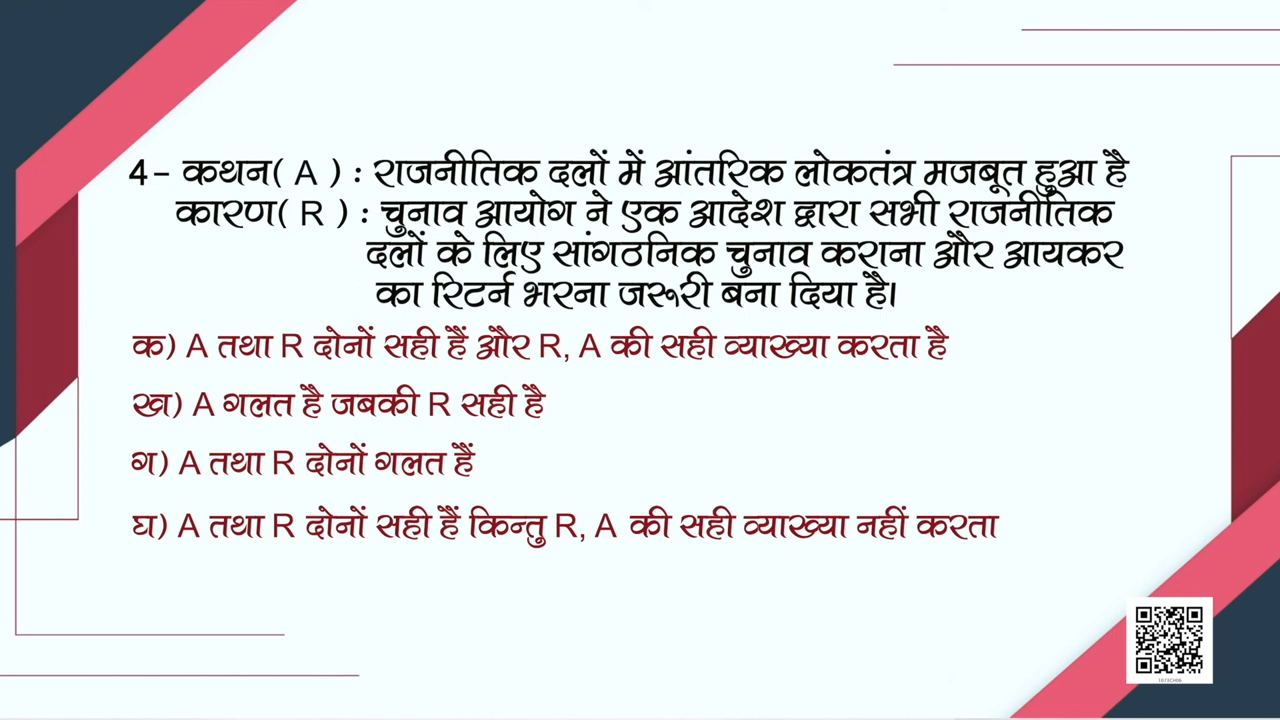 4- कथन( A ) : राजनीतिक दलों में आंतरिक लोकतंत्र मजबूत हुआ है
कारण( R ) : चुनाव आयोग ने एक आदेश द्वारा सभी राजनीतिक
दलों के लिए सांगठनिक चुनाव कराना और आयकर
का रिटर्न भरना जरूरी बना दिया है।
क) A तथा R दोनों सही हैं और R, A की सही व्याख्या करता है
ख) A गलत है जबकी R सही है
ग) A तथा R दोनों गलत हैं
घ) A तथा R दोनों सही हैं किन्तु R, A की सही व्याख्या नहीं करता
1073CH06